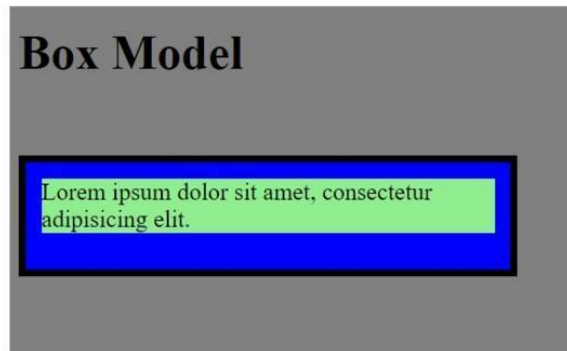 Box Model
Lorem ipsum dolor sit amet, consectetur
adipisicing elit.